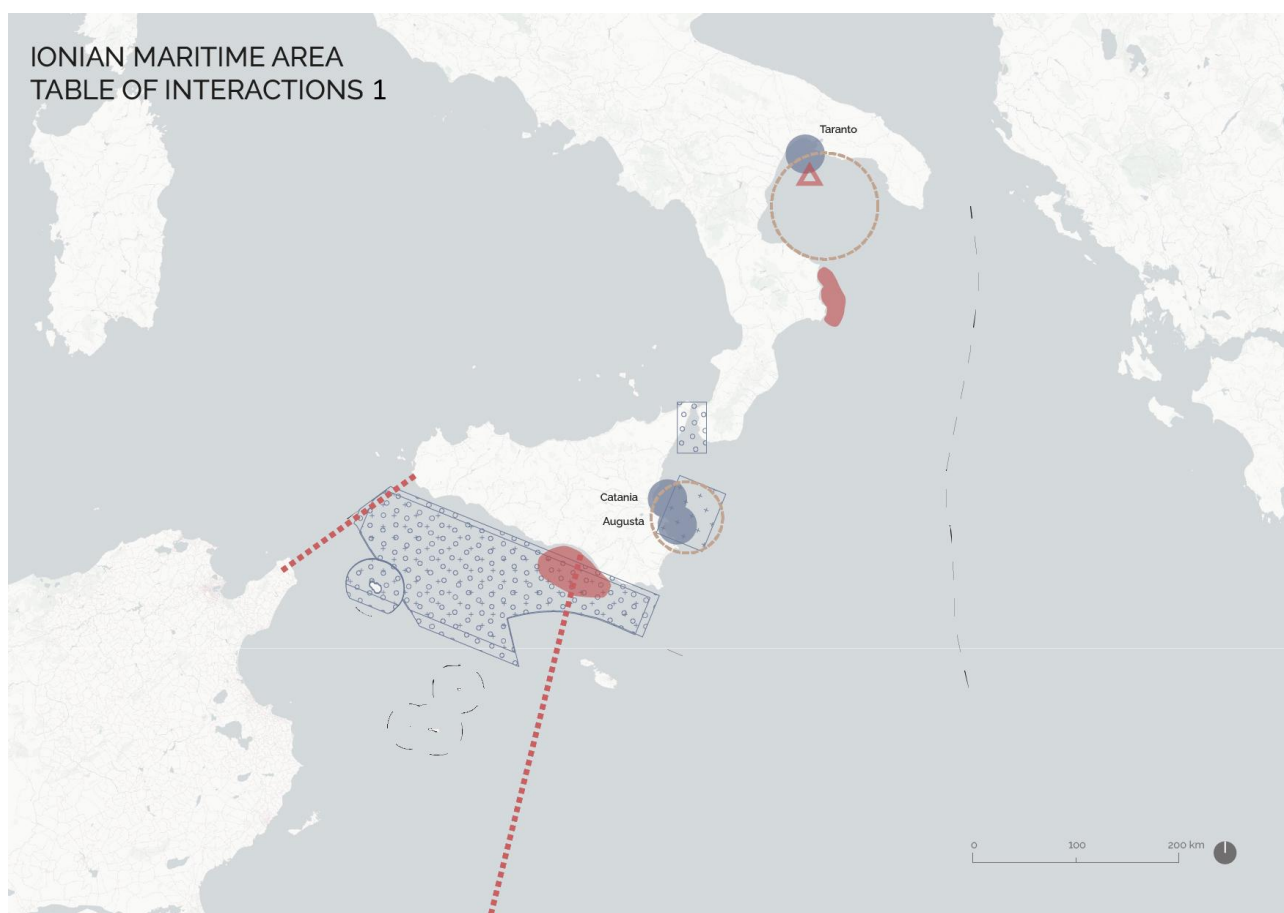 IONIAN MARITIME AREA
TABLE OF INTERACTIONS 1
Taranto
Catania
Augusta
0 100 200 km